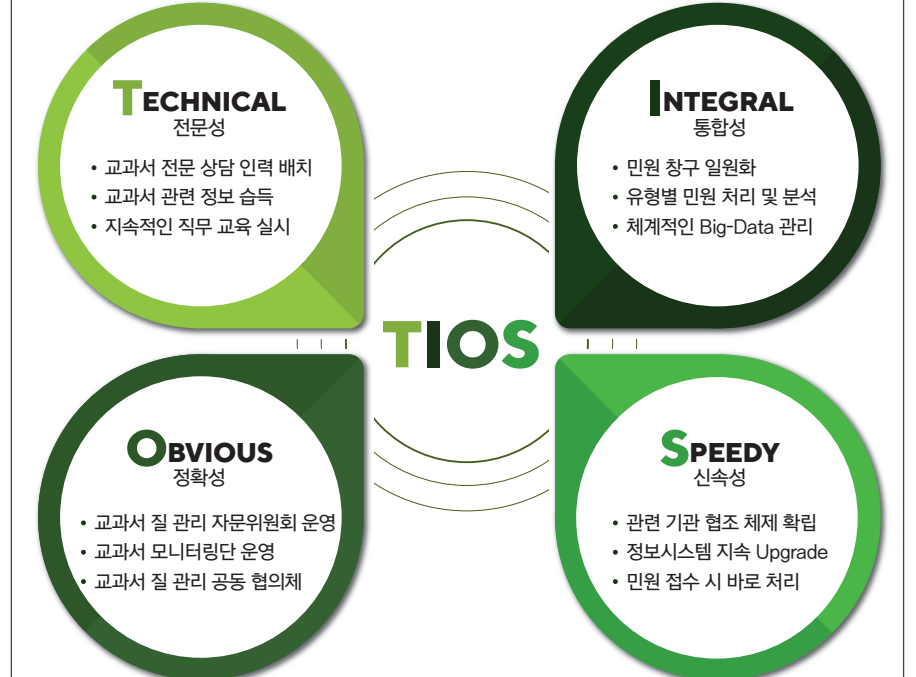 TECHNICAL
전문성
• 교과서 전문 상담 인력 배치
• 교과서 관련 정보 습득
• 지속적인 직무 교육 실시
INTEGRAL
통합성
• 민원 창구 일원화
• 유형별 민원 처리 및 분석
• 체계적인 Big-Data 관리
TIOS
OBVIOUS
정확성
• 교과서 질 관리 자문위원회 운영
• 교과서 모니터링단 운영
• 교과서 질 관리 공동 협의체
SPEEDY
신속성
• 관련 기관 협조 체제 확립
• 정보시스템 지속 Upgrade
• 민원 접수 시 바로 처리